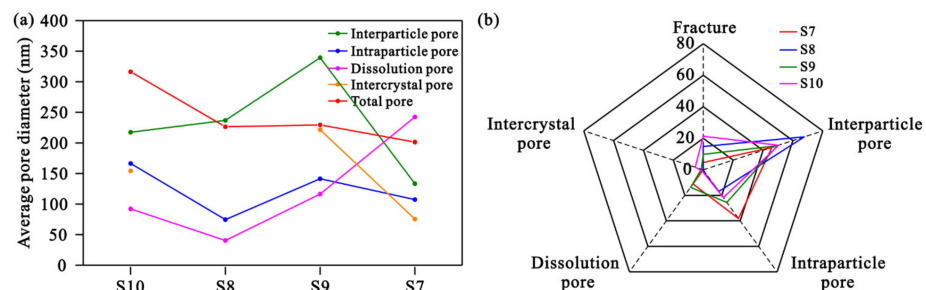 (a)
400
350
300
250
200
150
100
50
0
Average pore diameter (nm)
Interparticle pore
Intraparticle pore
Dissolution pore
Intercrystal pore
Total pore
S10
S8
S9
S7
(b)
Fracture
80
60
40
20
0
S7
S8
S9
S10
Intercrystal
pore
Interparticle
pore
Dissolution
pore
Intraparticle
pore